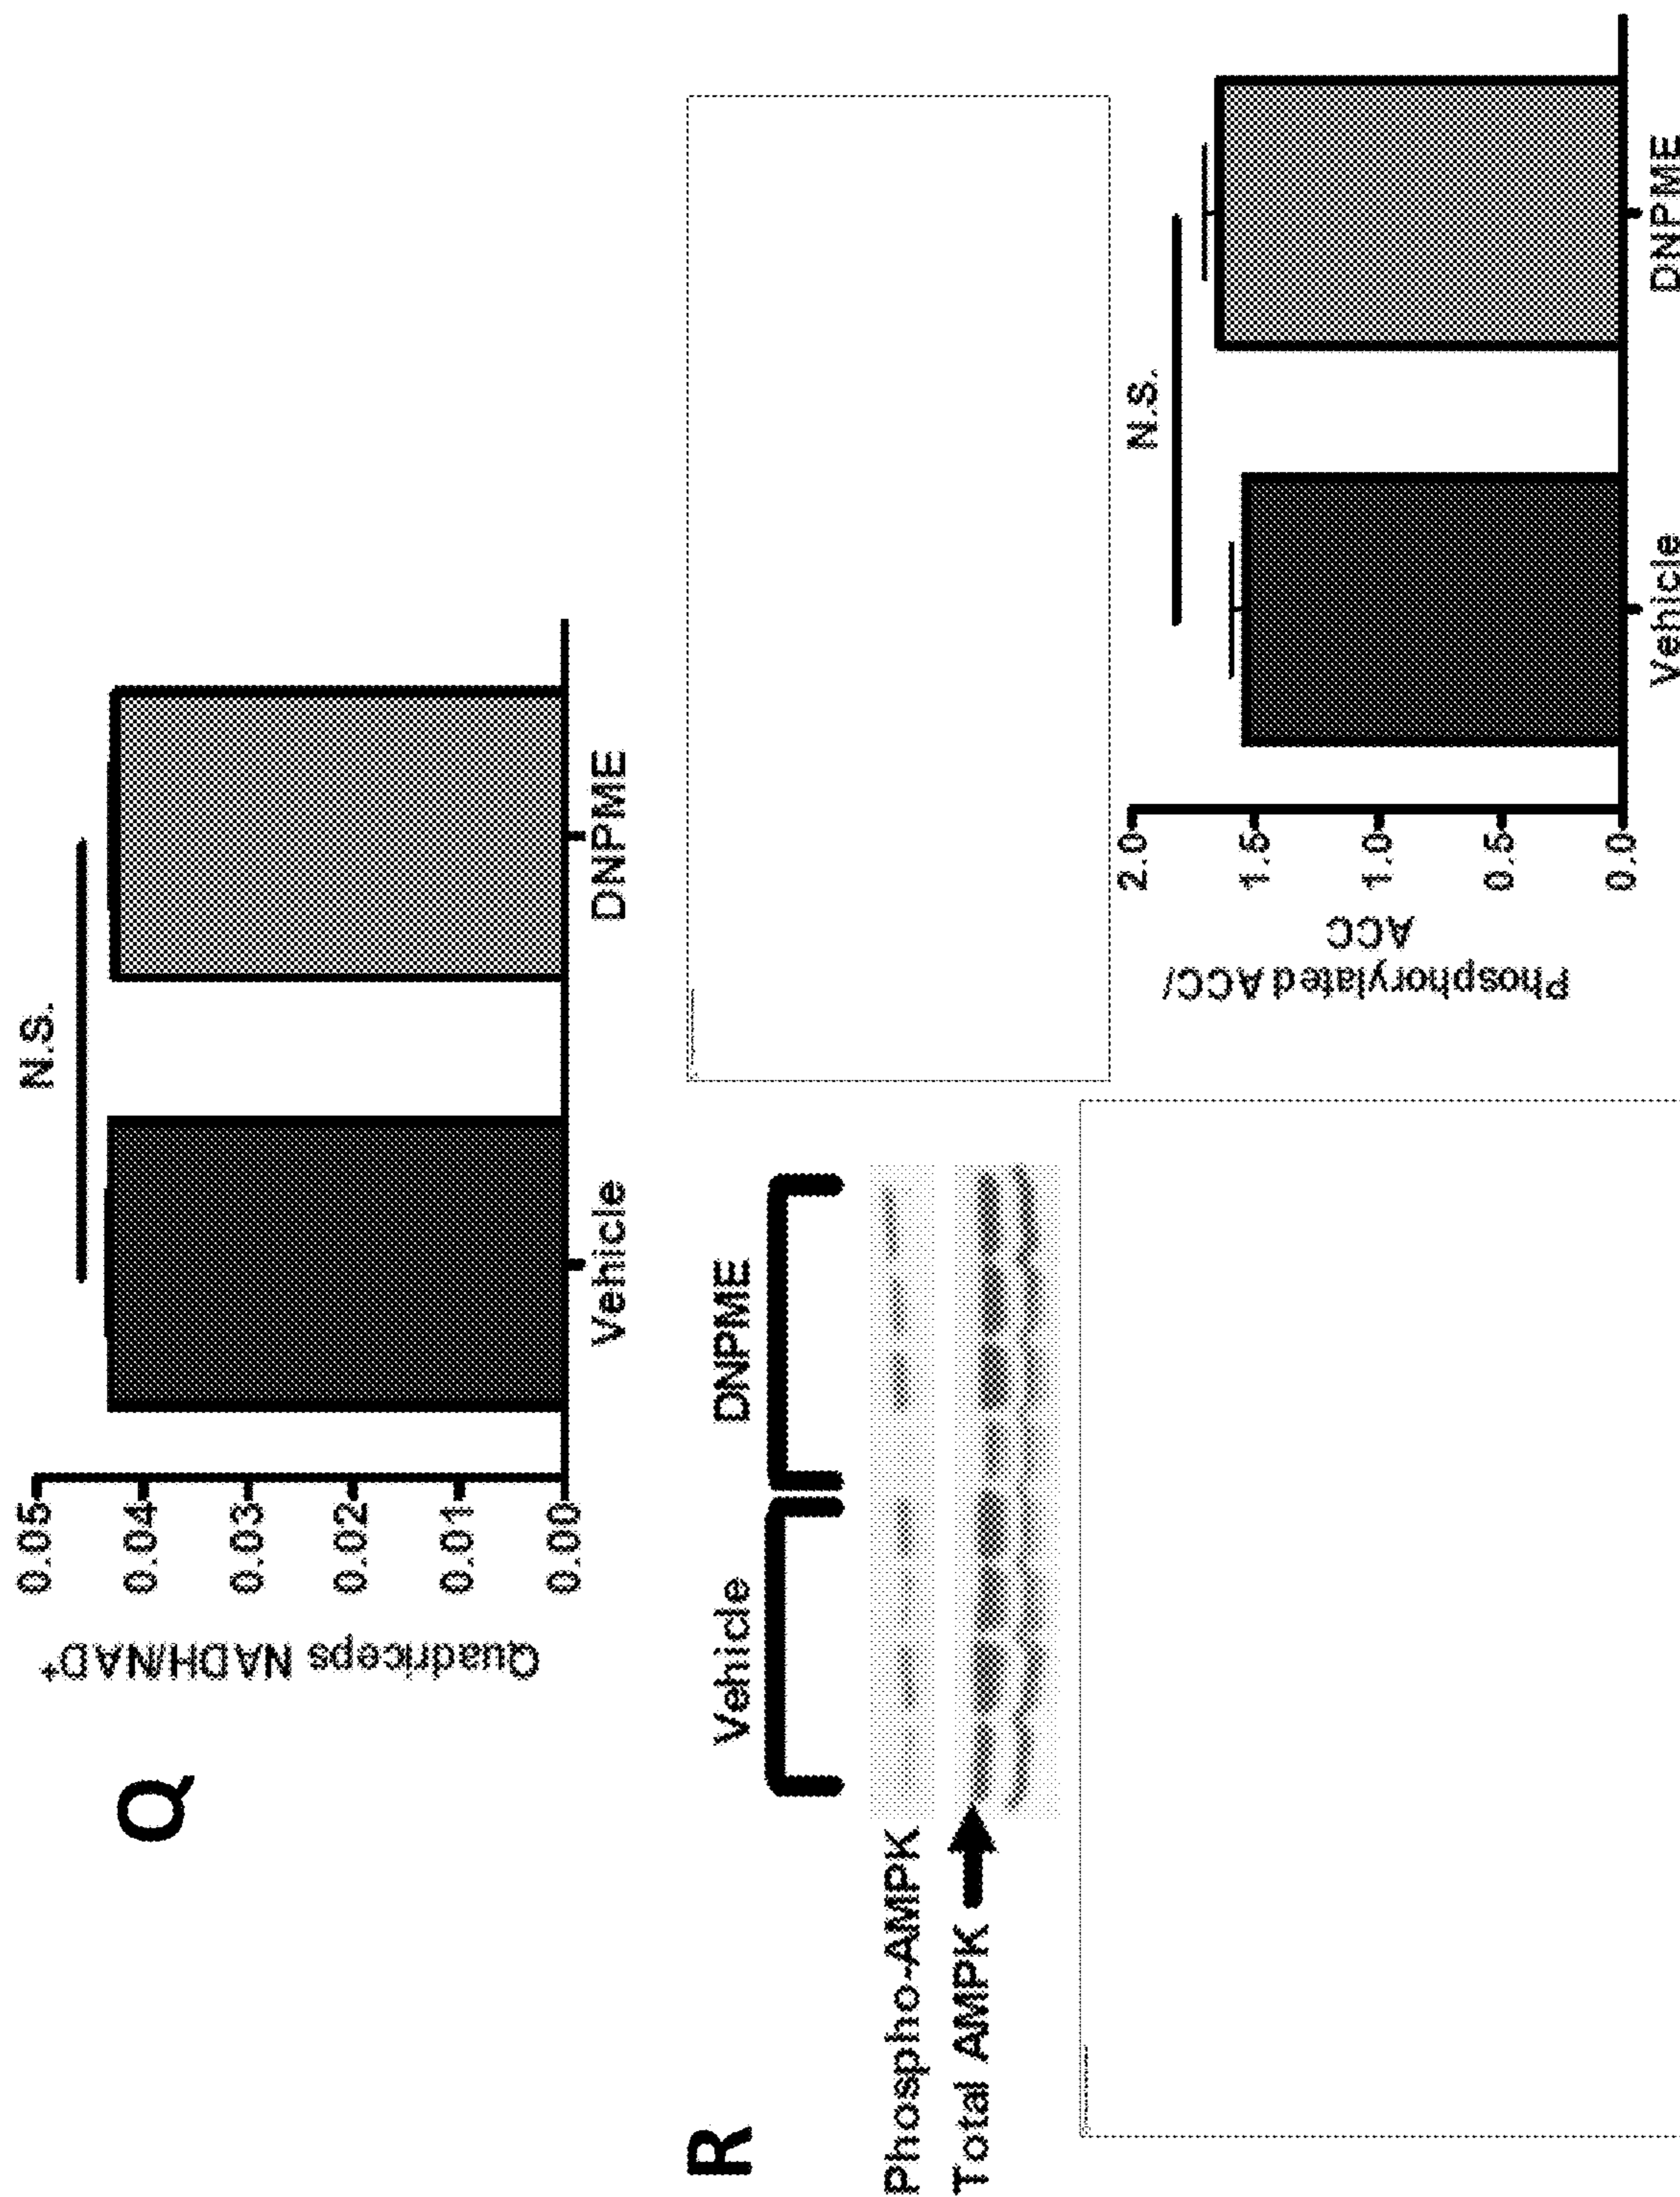 Q
Quadriceps NADH/NAD+
0.05
0.04
0.03
0.02
0.01
0.00
N.S.
Vehicle
DNPME
R
Vehicle
DNPME
Phospho-AMPK
Total AMPK
Phosphorylated ACC/
ACC
2.0
1.5
1.0
0.5
0.0
N.S.
Vehicle
DNPME